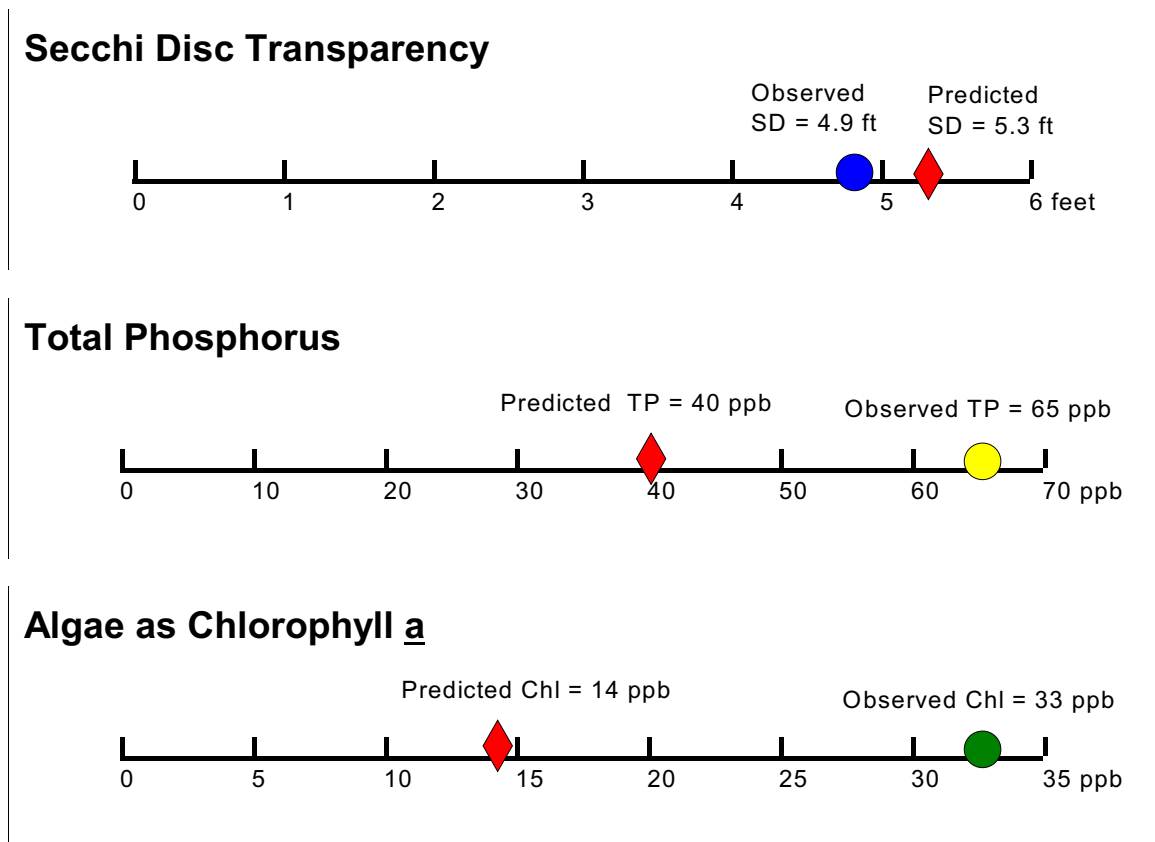 Secchi Disc Transparency
Observed
SD = 4.9 ft
Predicted
SD = 5.3 ft
0 1 2 3 4 5 6 feet
Total Phosphorus
Predicted TP = 40 ppb
Observed TP = 65 ppb
0 10 20 30 40 50 60 70 ppb
Algae as Chlorophyll a
Predicted Chl = 14 ppb
Observed Chl = 33 ppb
0 5 10 15 20 25 30 35 ppb